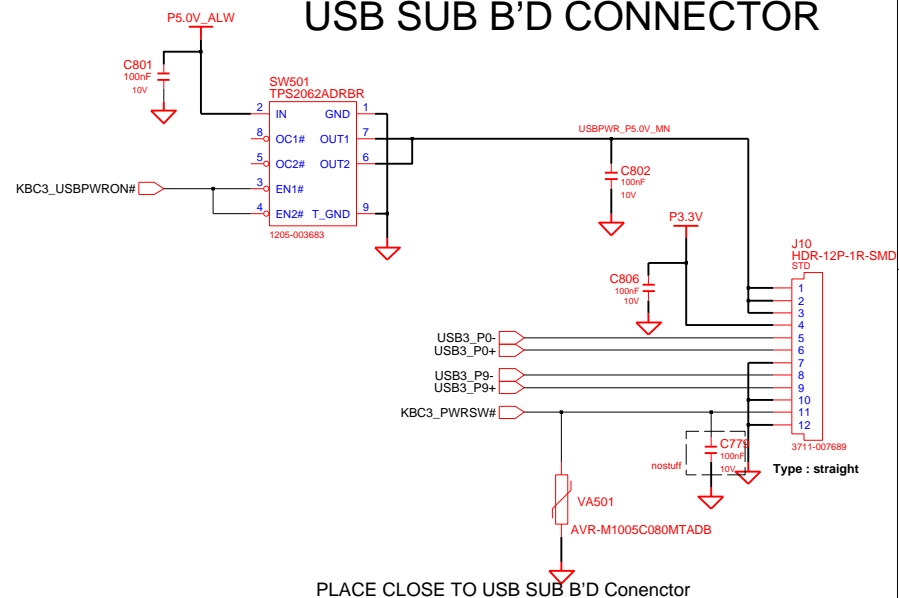 USB SUB B'D CONNECTOR
P5.0V_ALW
C801
100nF
10V
SW501
TPS2062ADRBR
2 IN GND 1
8 OC1# OUT1 7
5 OC2# OUT2 6
3 EN1#
4 EN2# T_GND 9
1205-003683
KBC3_USBPWRON#
USBPWR_P5.0V_MN
C802
100nF
10V
P3.3V
C806
100nF
10V
J10
HDR-12P-1R-SMD
STD
1
2
3
4
5
6
7
8
9
10
11
12
3711-007689
Type : straight
USB3_P0-
USB3_P0+
USB3_P9-
USB3_P9+
KBC3_PWRSW#
C779
100nF
10V
nostuff
VA501
AVR-M1005C080MTADB
PLACE CLOSE TO USB SUB B'D Conenctor